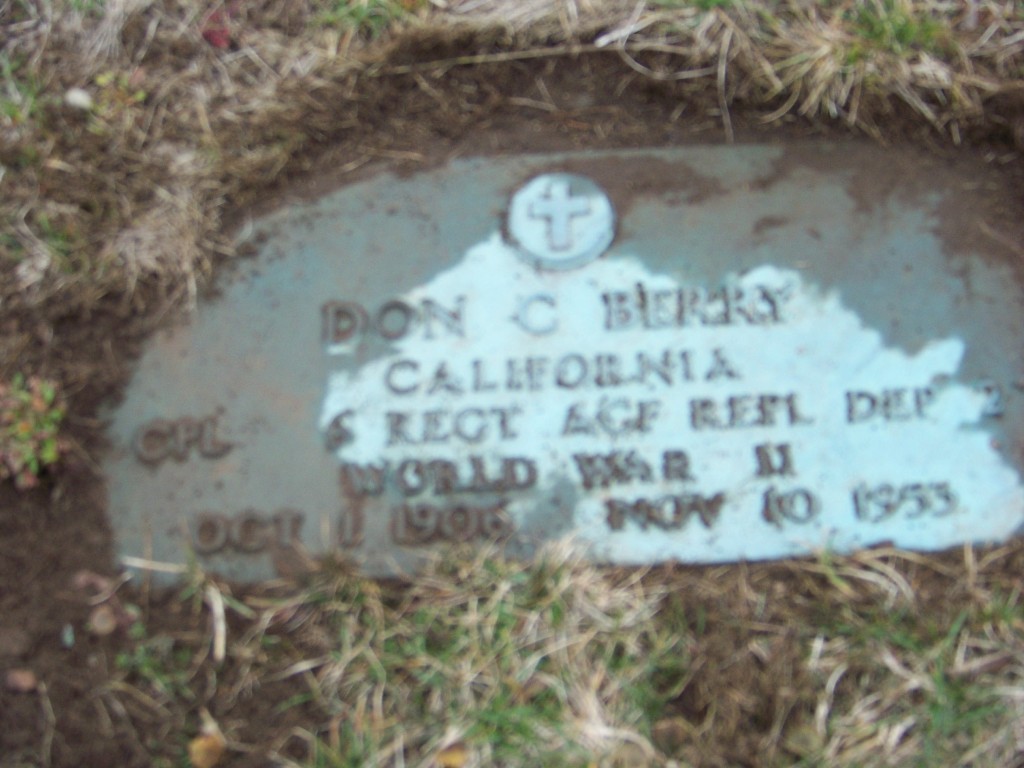 DON C BERRY
CALIFORNIA
CPL 6 REGT AGF REPL DEP 2
WORLD WAR II
OCT 1 1906 NOV 10 1953